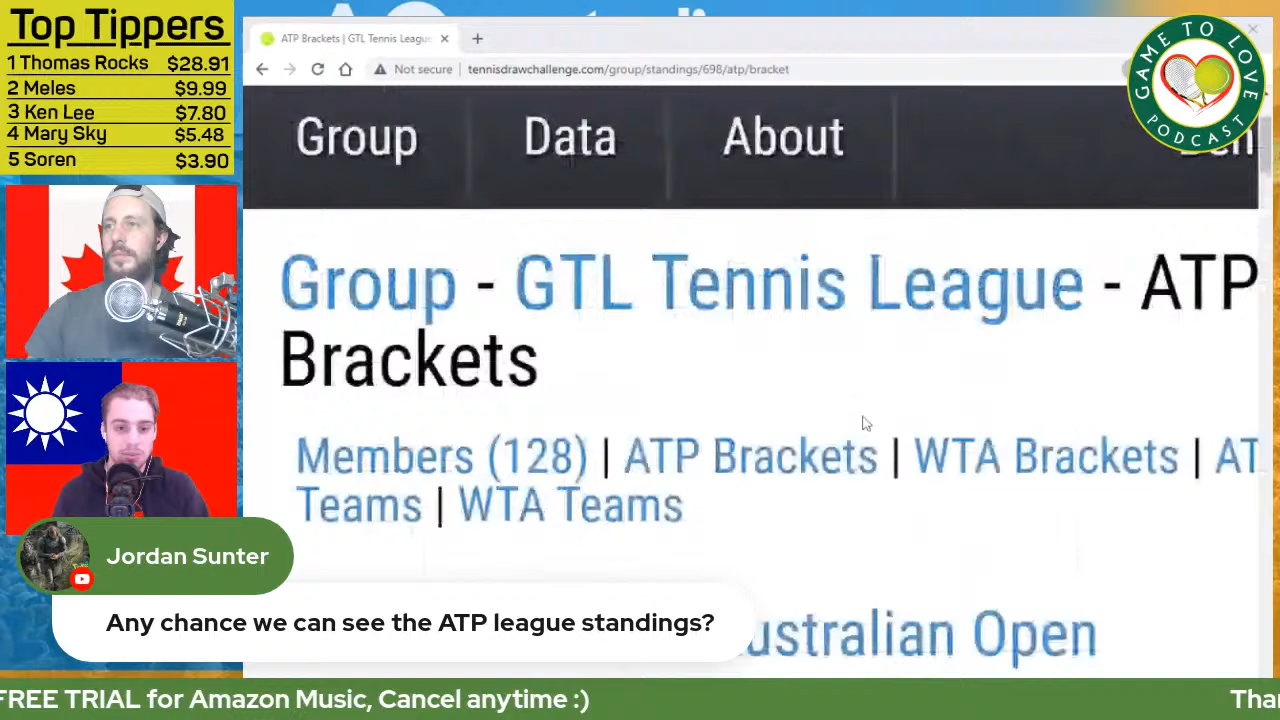 Top Tippers
1 Thomas Rocks $28.91
2 Meles $9.99
3 Ken Lee $7.80
4 Mary Sky $5.48
5 Soren $3.90
ATP Brackets | GTL Tennis League
Not secure | tennisdrawchallenge.com/group/standings/698/atp/bracket
GAME TO LOVE
PODCAST
Group Data About
Group - GTL Tennis League - ATP
Brackets
Members (128) | ATP Brackets | WTA Brackets | AT
Teams | WTA Teams
ustralian Open
Jordan Sunter
Any chance we can see the ATP league standings?
FREE TRIAL for Amazon Music, Cancel anytime :) Than